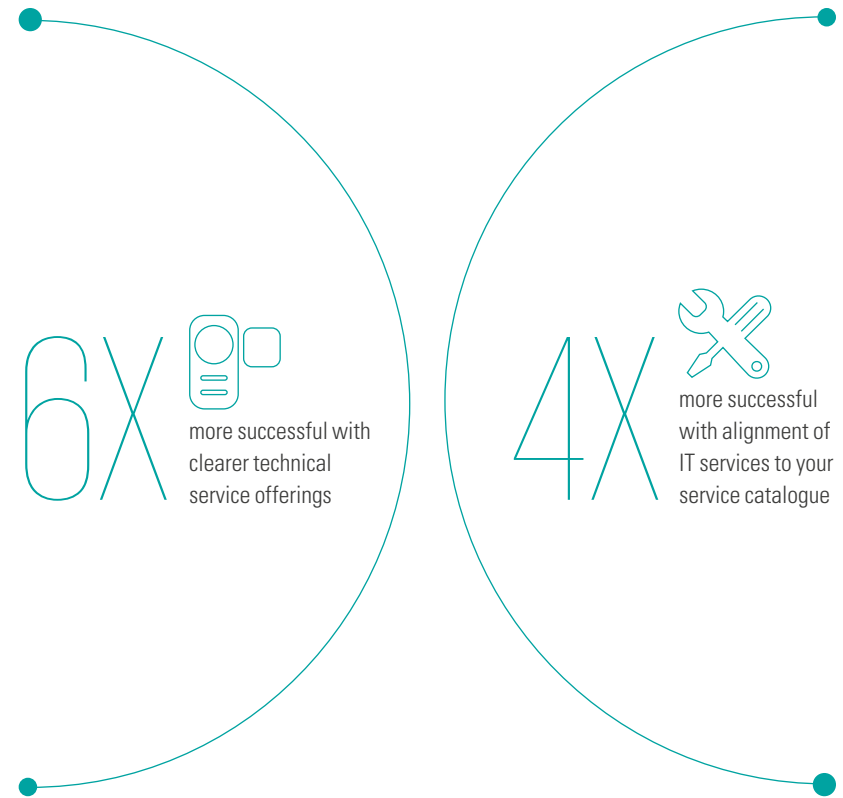 6X
more successful with
clearer technical
service offerings
4X
more successful
with alignment of
IT services to your
service catalogue